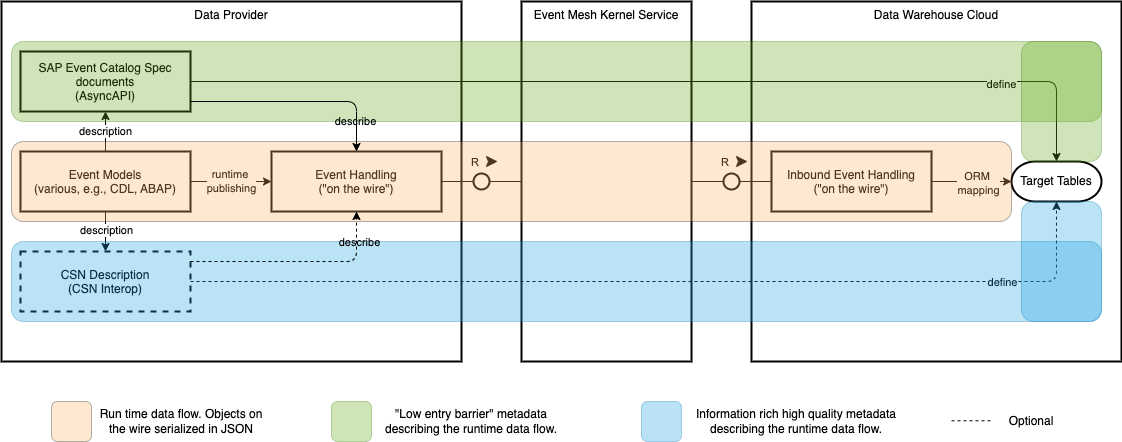 Data Provider
Event Mesh Kernel Service
Data Warehouse Cloud
SAP Event Catalog Spec
documents
(AsyncAPI)
define
describe
description
Event Models
(various, e.g., CDL, ABAP)
runtime
publishing
Event Handling
("on the wire")
R
R
Inbound Event Handling
("on the wire")
ORM
mapping
Target Tables
description
describe
CSN Description
(CSN Interop)
define
Run time data flow. Objects on
the wire serialized in JSON
"Low entry barrier" metadata
describing the runtime data flow.
Information rich high quality metadata
describing the runtime data flow.
Optional